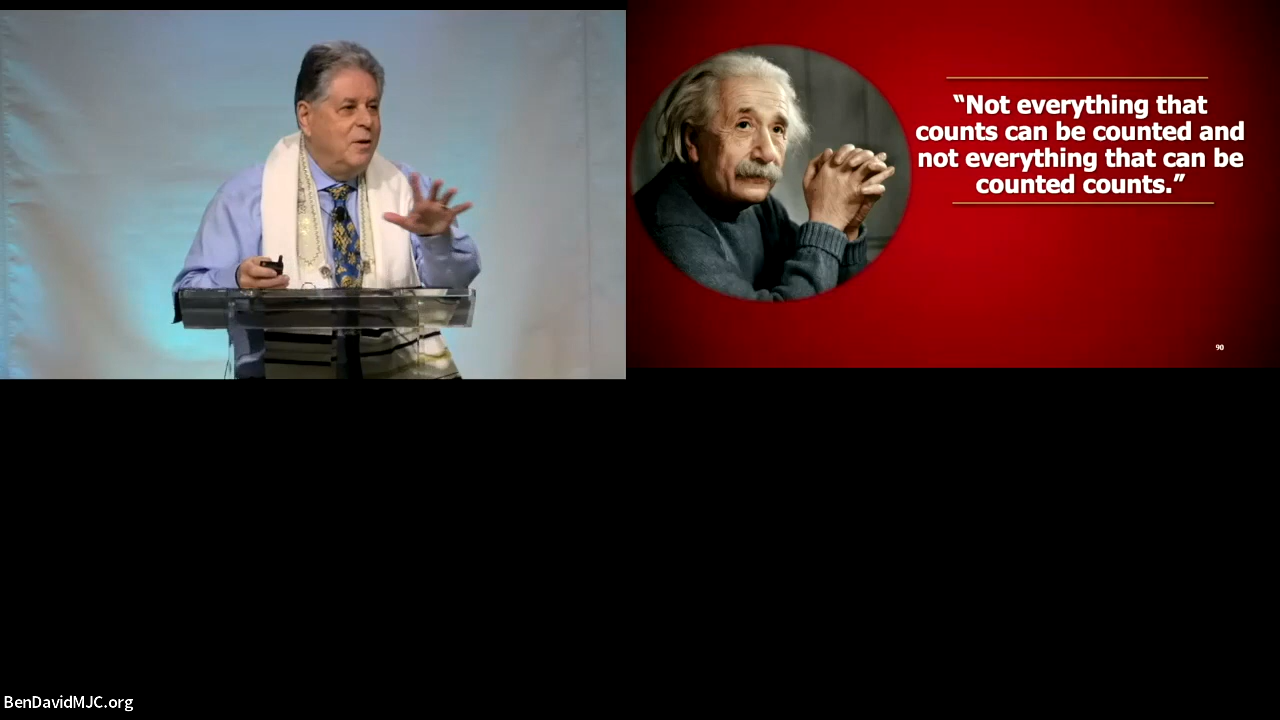 “Not everything that
counts can be counted and
not everything that can be
counted counts.”
90
BenDavidMJC.org